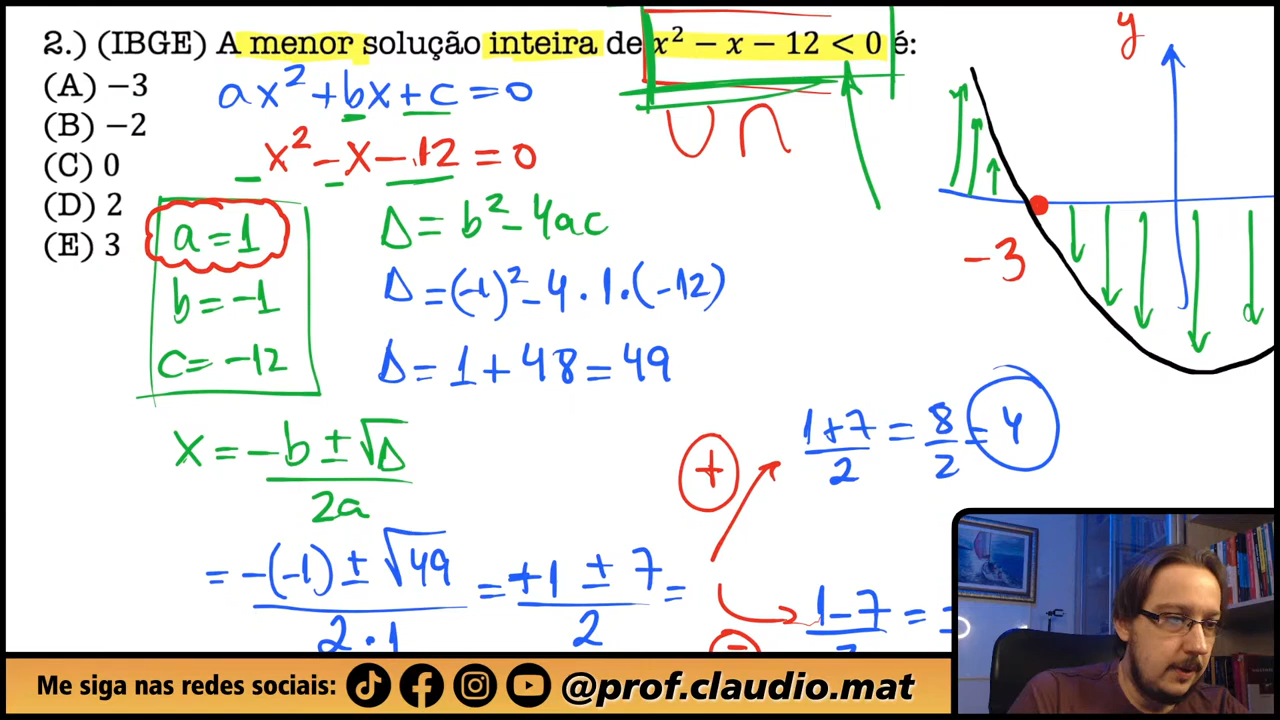 2.) (IBGE) A menor solução inteira de x² − x − 12 < 0 é:
(A) −3
(B) −2
(C) 0
(D) 2
(E) 3
ax² + bx + c = 0
x² − x − 12 = 0
a = 1
b = −1
c = −12
Δ = b² − 4ac
Δ = (−1)² − 4 · 1 · (−12)
Δ = 1 + 48 = 49
x = −b ± √Δ / 2a
= −(−1) ± √49 / 2 · 1 = +1 ± 7 / 2 =
+
1 + 7 / 2 = 8 / 2 = 4
−
1 − 7 / 2 =
y
−3
Me siga nas redes sociais: @prof.claudio.mat